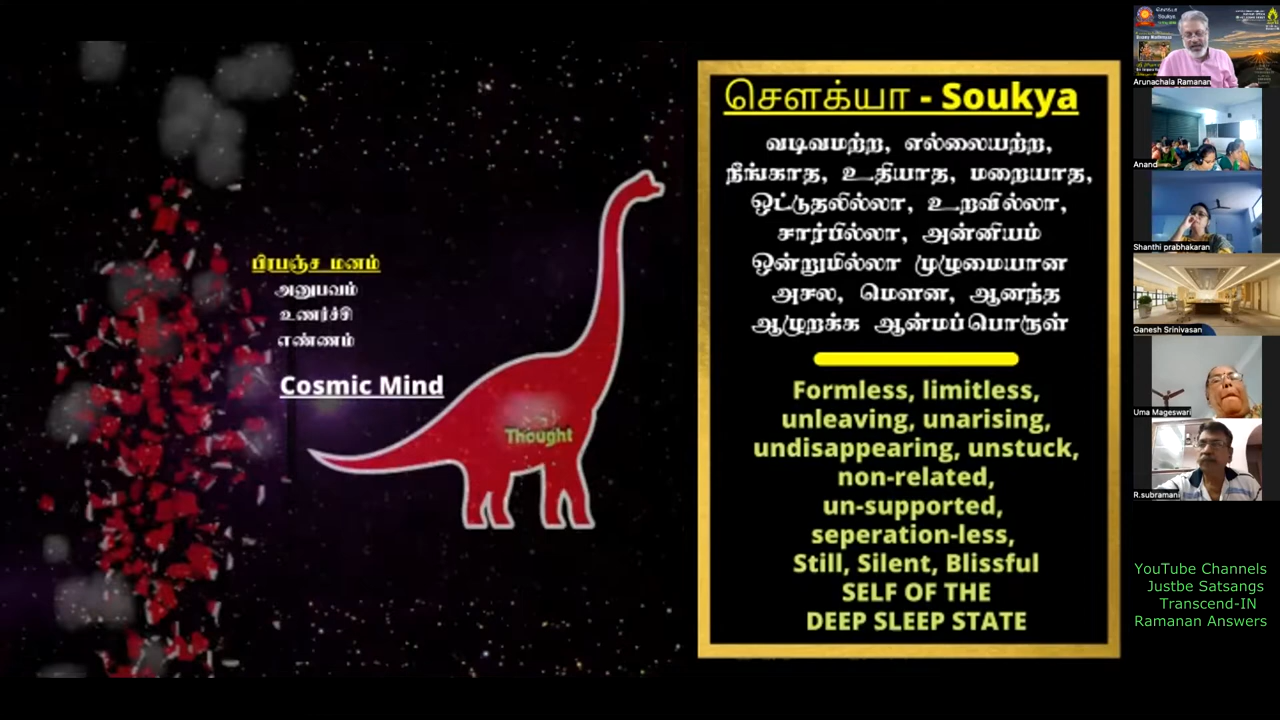 பிரபஞ்ச மனம்
அனுபவம்
உணர்ச்சி
எண்ணம்
Cosmic Mind
Thought
சௌக்யா - Soukya
வடிவமற்ற, எல்லையற்ற,
நீங்காத, உதியாத, மறையாத,
ஒட்டுதலில்லா, உறவில்லா,
சார்பில்லா, அன்னியம்
ஒன்றுமில்லா முழுமையான
அசல, மௌன, ஆனந்த
ஆழுறக்க ஆன்மப்பொருள்
Formless, limitless,
unleaving, unarising,
undisappearing, unstuck,
non-related,
un-supported,
seperation-less,
Still, Silent, Blissful
SELF OF THE
DEEP SLEEP STATE
Soukya
Arunachala Ramanan
Anand
Shanthi prabhakaran
Ganesh Srinivasan
Uma Mageswari
R.subramani
YouTube Channels
Justbe Satsangs
Transcend-IN
Ramanan Answers